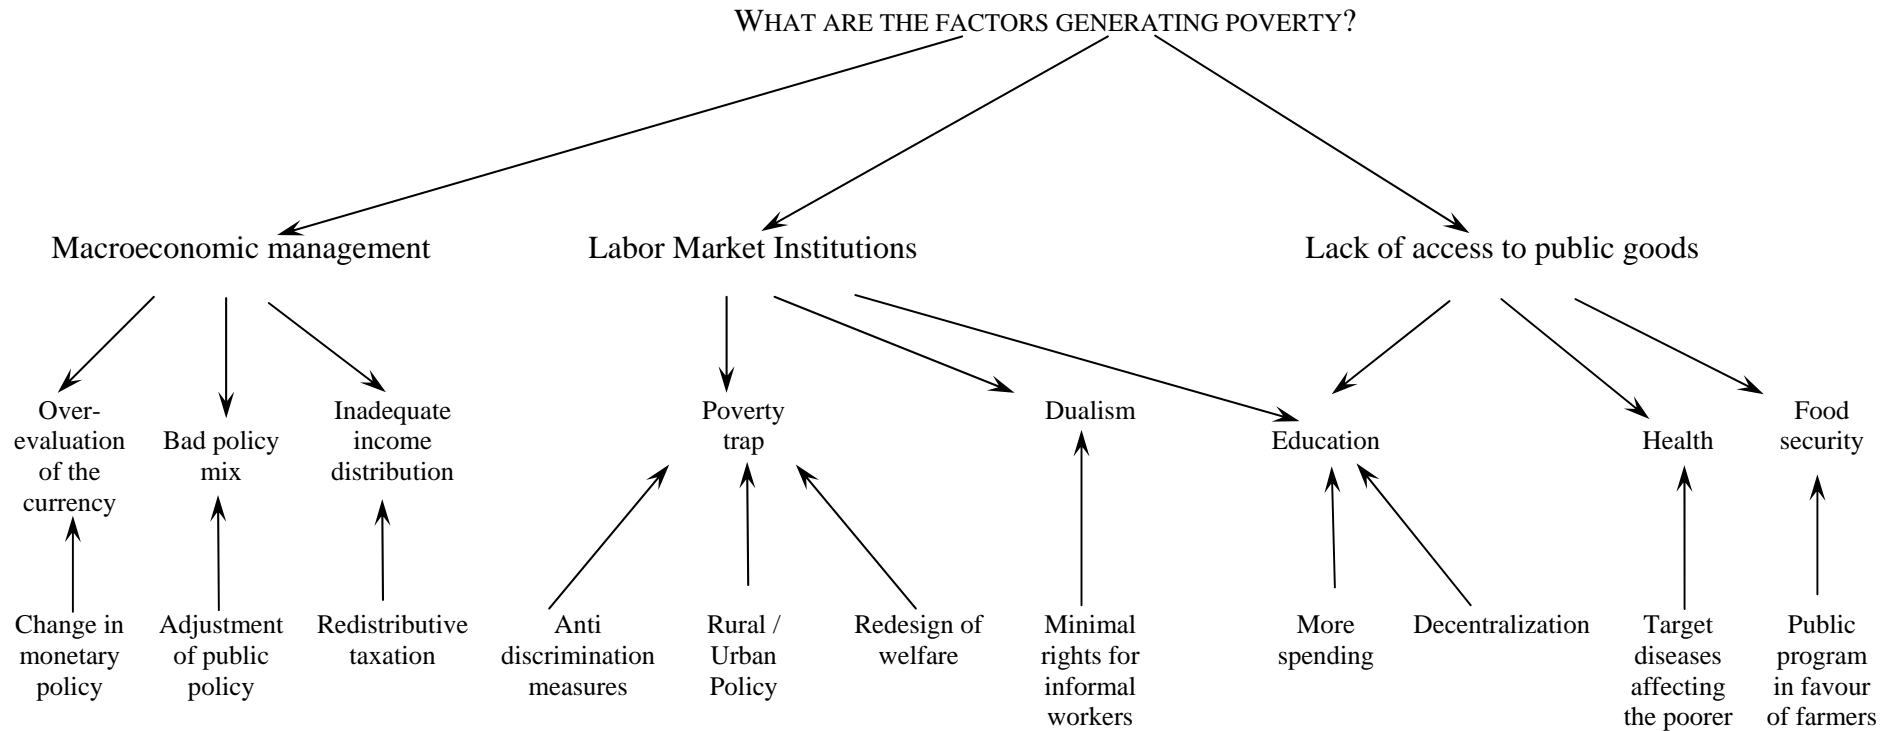 WHAT ARE THE FACTORS GENERATING POVERTY?
Macroeconomic management
Labor Market Institutions
Lack of access to public goods
Over-
evaluation
of the
currency
Bad policy
mix
Inadequate
income
distribution
Poverty
trap
Dualism
Education
Health
Food
security
Change in
monetary
policy
Adjustment
of public
policy
Redistributive
taxation
Anti
discrimination
measures
Rural /
Urban
Policy
Redesign of
welfare
Minimal
rights for
informal
workers
More
spending
Decentralization
Target
diseases
affecting
the poorer
Public
program
in favour
of farmers